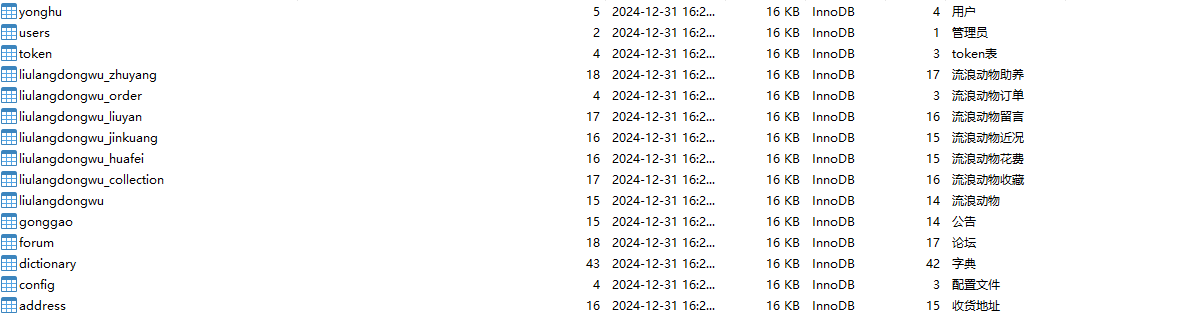 yonghu 5 2024-12-31 16:2... 16 KB InnoDB 4 用户
users 2 2024-12-31 16:2... 16 KB InnoDB 1 管理员
token 4 2024-12-31 16:2... 16 KB InnoDB 3 token表
liulangdongwu_zhuyang 18 2024-12-31 16:2... 16 KB InnoDB 17 流浪动物助养
liulangdongwu_order 4 2024-12-31 16:2... 16 KB InnoDB 3 流浪动物订单
liulangdongwu_liuyan 17 2024-12-31 16:2... 16 KB InnoDB 16 流浪动物留言
liulangdongwu_jinkuang 16 2024-12-31 16:2... 16 KB InnoDB 15 流浪动物近况
liulangdongwu_huafei 16 2024-12-31 16:2... 16 KB InnoDB 15 流浪动物花费
liulangdongwu_collection 17 2024-12-31 16:2... 16 KB InnoDB 16 流浪动物收藏
liulangdongwu 15 2024-12-31 16:2... 16 KB InnoDB 14 流浪动物
gonggao 15 2024-12-31 16:2... 16 KB InnoDB 14 公告
forum 18 2024-12-31 16:2... 16 KB InnoDB 17 论坛
dictionary 43 2024-12-31 16:2... 16 KB InnoDB 42 字典
config 4 2024-12-31 16:2... 16 KB InnoDB 3 配置文件
address 16 2024-12-31 16:2... 16 KB InnoDB 15 收货地址